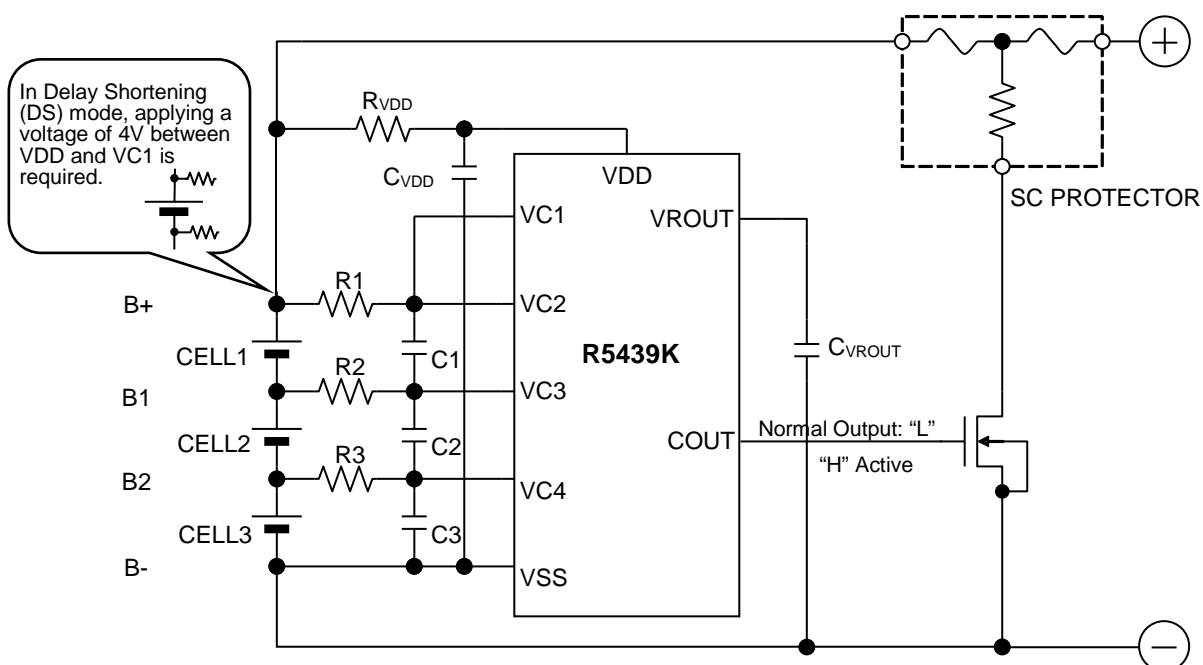 In Delay Shortening
(DS) mode, applying a
voltage of 4V between
VDD and VC1 is
required.
RVDD
CVDD
VDD
SC PROTECTOR
VC1
VROUT
B+
R1
VC2
CELL1
C1
R5439K
CVROUT
B1
R2
VC3
CELL2
C2
COUT
Normal Output: “L”
“H” Active
B2
R3
VC4
CELL3
C3
B-
VSS
+
−